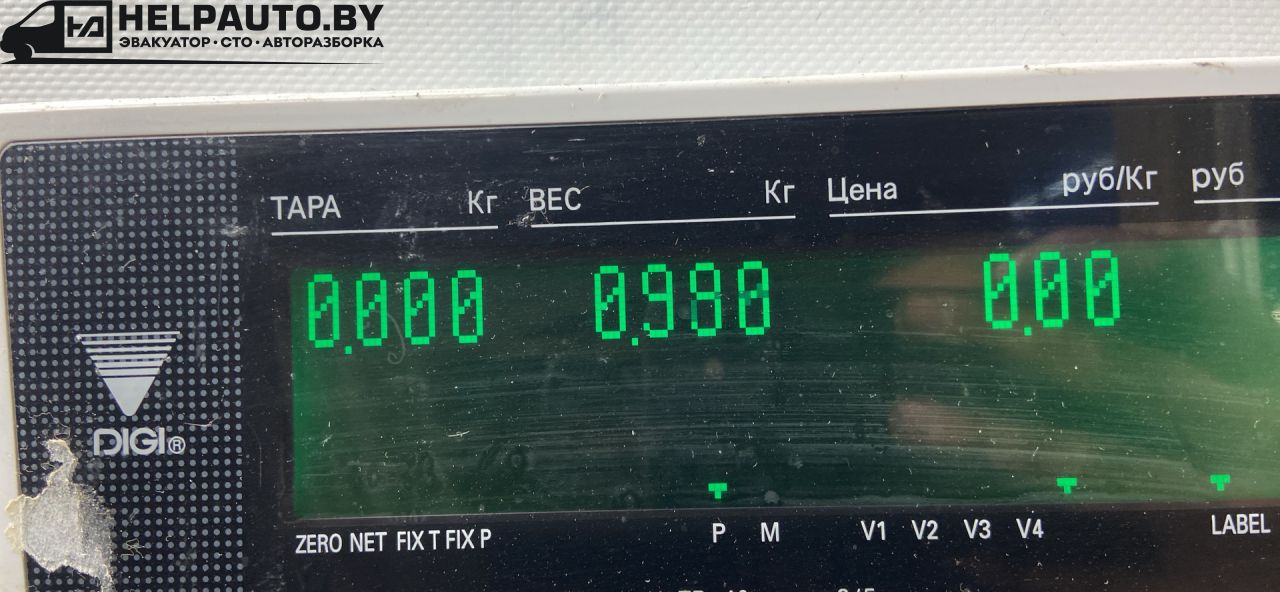 HELPAUTO.BY
ЭВАКУАТОР · СТО · АВТОРАЗБОРКА
ТАРА Кг ВЕС Кг Цена руб/Кг руб
0.000 0.980 0.00
DIGI®
ZERO NET FIX T FIX P P M V1 V2 V3 V4 LABEL